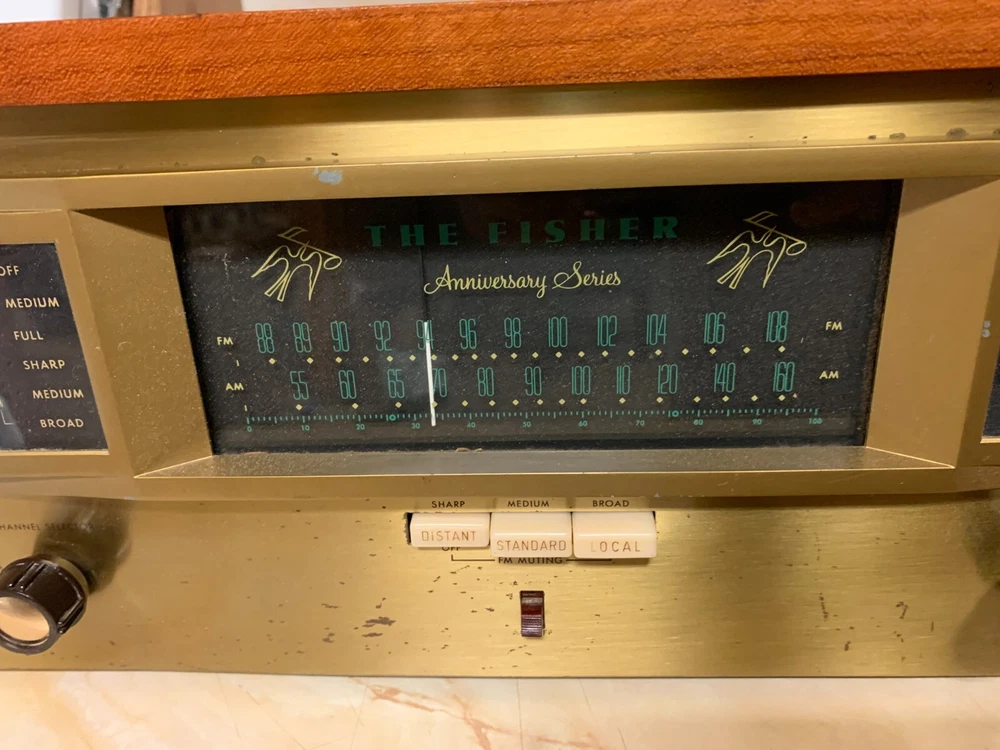 THE FISHER
Anniversary Series
FM 88 89 90 92 94 96 98 100 102 104 106 108 FM
AM 55 60 65 70 80 90 100 110 120 140 160 AM
0 10 20 30 40 50 60 70 80 90 100
OFF
MEDIUM
FULL
SHARP
MEDIUM
BROAD
SHARP MEDIUM BROAD
DISTANT STANDARD LOCAL
OFF
FM MUTING